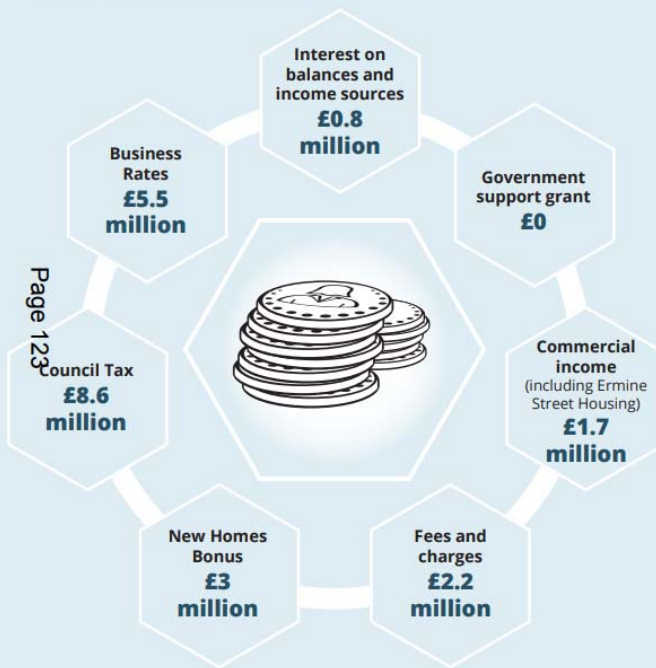 Interest on
balances and
income sources
£0.8
million
Government
support grant
£0
Commercial
income
(including Ermine
Street Housing)
£1.7
million
Fees and
charges
£2.2
million
New Homes
Bonus
£3
million
Council Tax
£8.6
million
Business
Rates
£5.5
million
Page 123